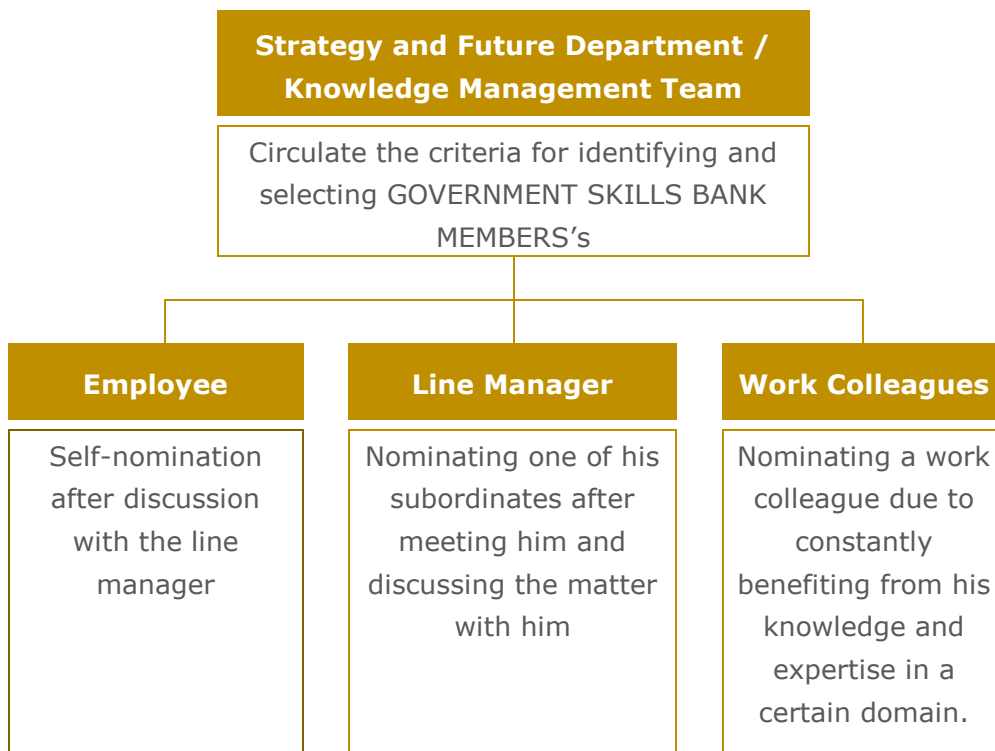 Strategy and Future Department /
Knowledge Management Team
Circulate the criteria for identifying and
selecting GOVERNMENT SKILLS BANK
MEMBERS’s
Employee
Self-nomination
after discussion
with the line
manager
Line Manager
Nominating one of his
subordinates after
meeting him and
discussing the matter
with him
Work Colleagues
Nominating a work
colleague due to
constantly
benefiting from his
knowledge and
expertise in a
certain domain.